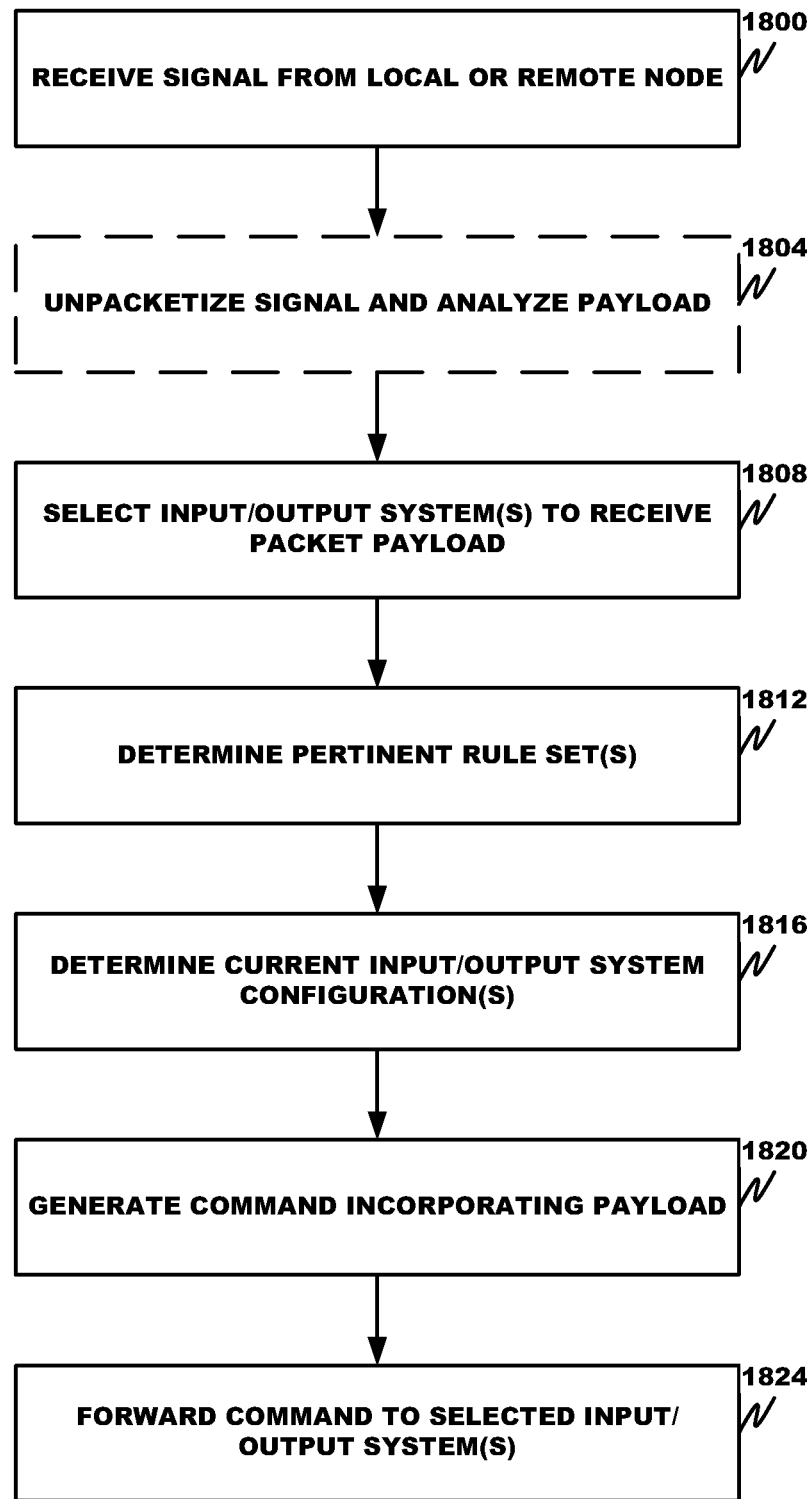 1800
RECEIVE SIGNAL FROM LOCAL OR REMOTE NODE
1804
UNPACKETIZE SIGNAL AND ANALYZE PAYLOAD
1808
SELECT INPUT/OUTPUT SYSTEM(S) TO RECEIVE
PACKET PAYLOAD
1812
DETERMINE PERTINENT RULE SET(S)
1816
DETERMINE CURRENT INPUT/OUTPUT SYSTEM
CONFIGURATION(S)
1820
GENERATE COMMAND INCORPORATING PAYLOAD
1824
FORWARD COMMAND TO SELECTED INPUT/
OUTPUT SYSTEM(S)